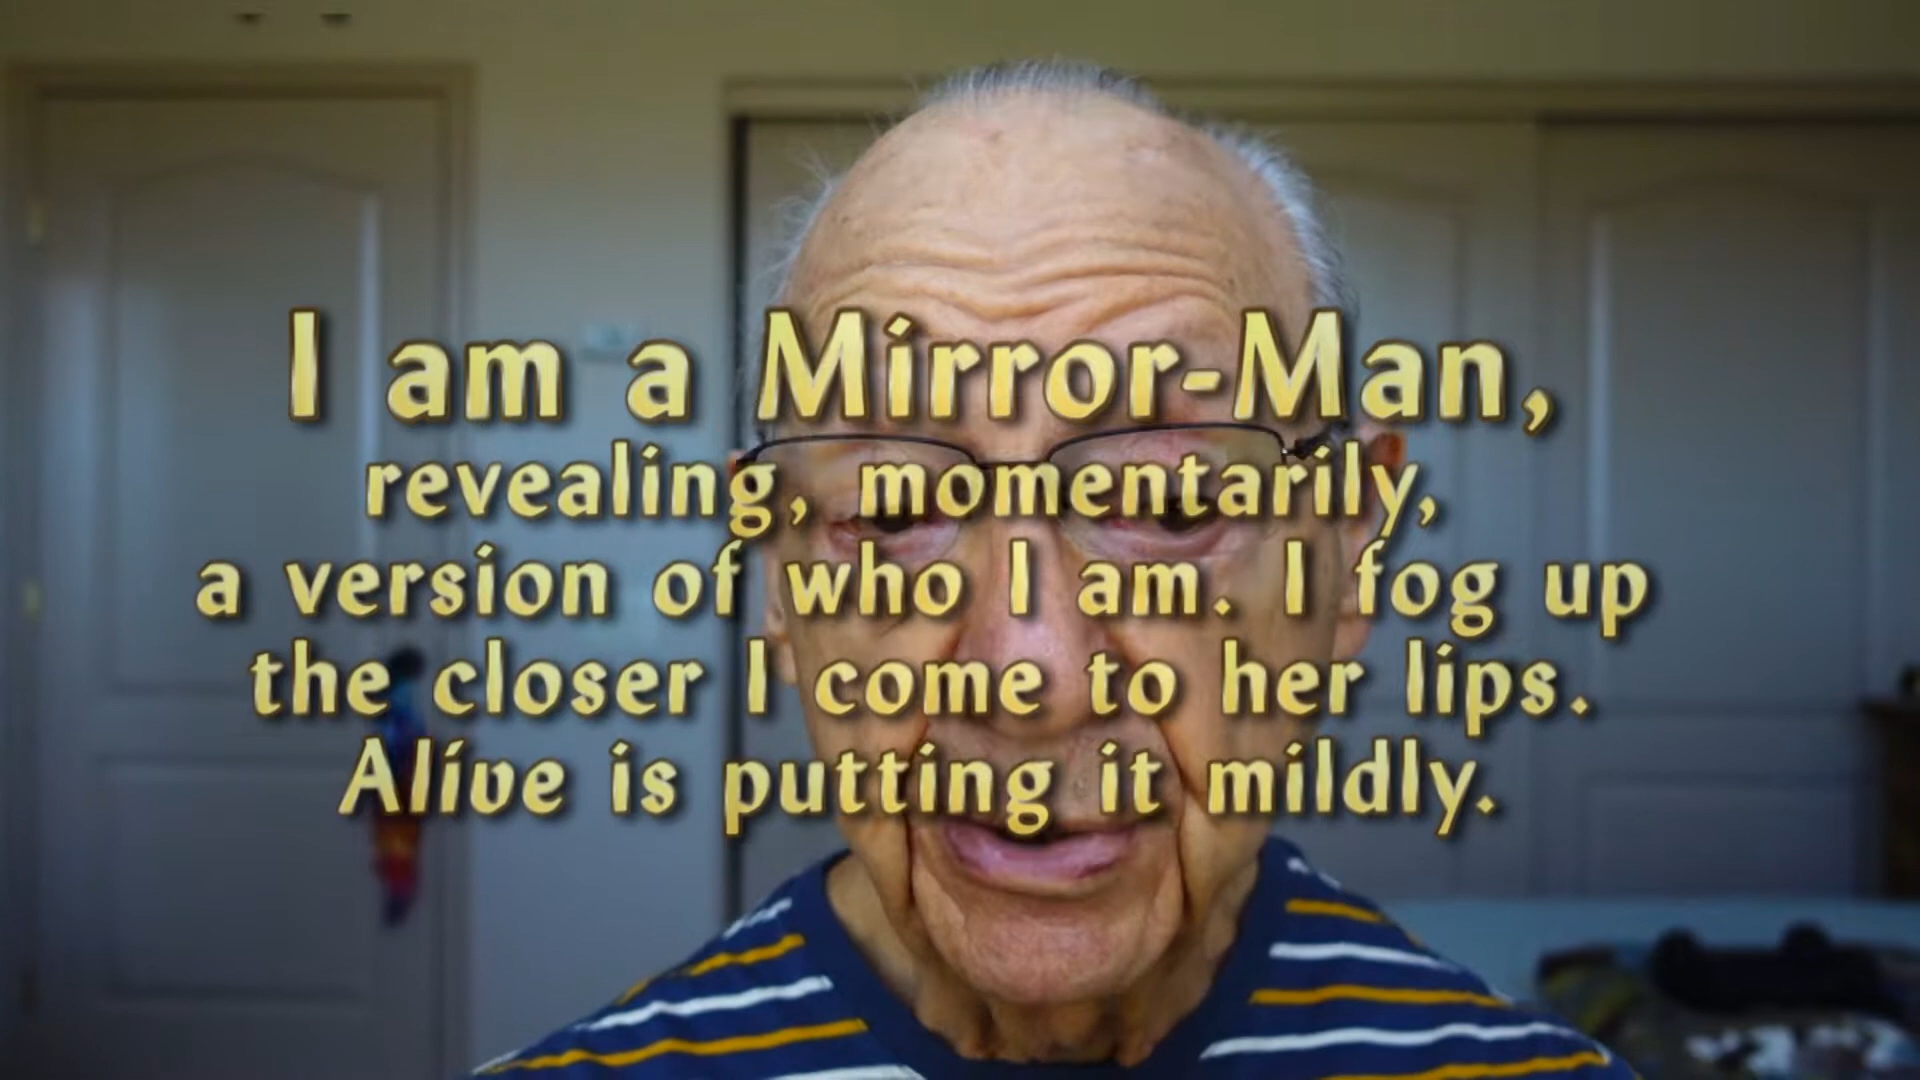 I am a Mirror-Man,
revealing, momentarily,
a version of who I am. I fog up
the closer I come to her lips.
Alive is putting it mildly.